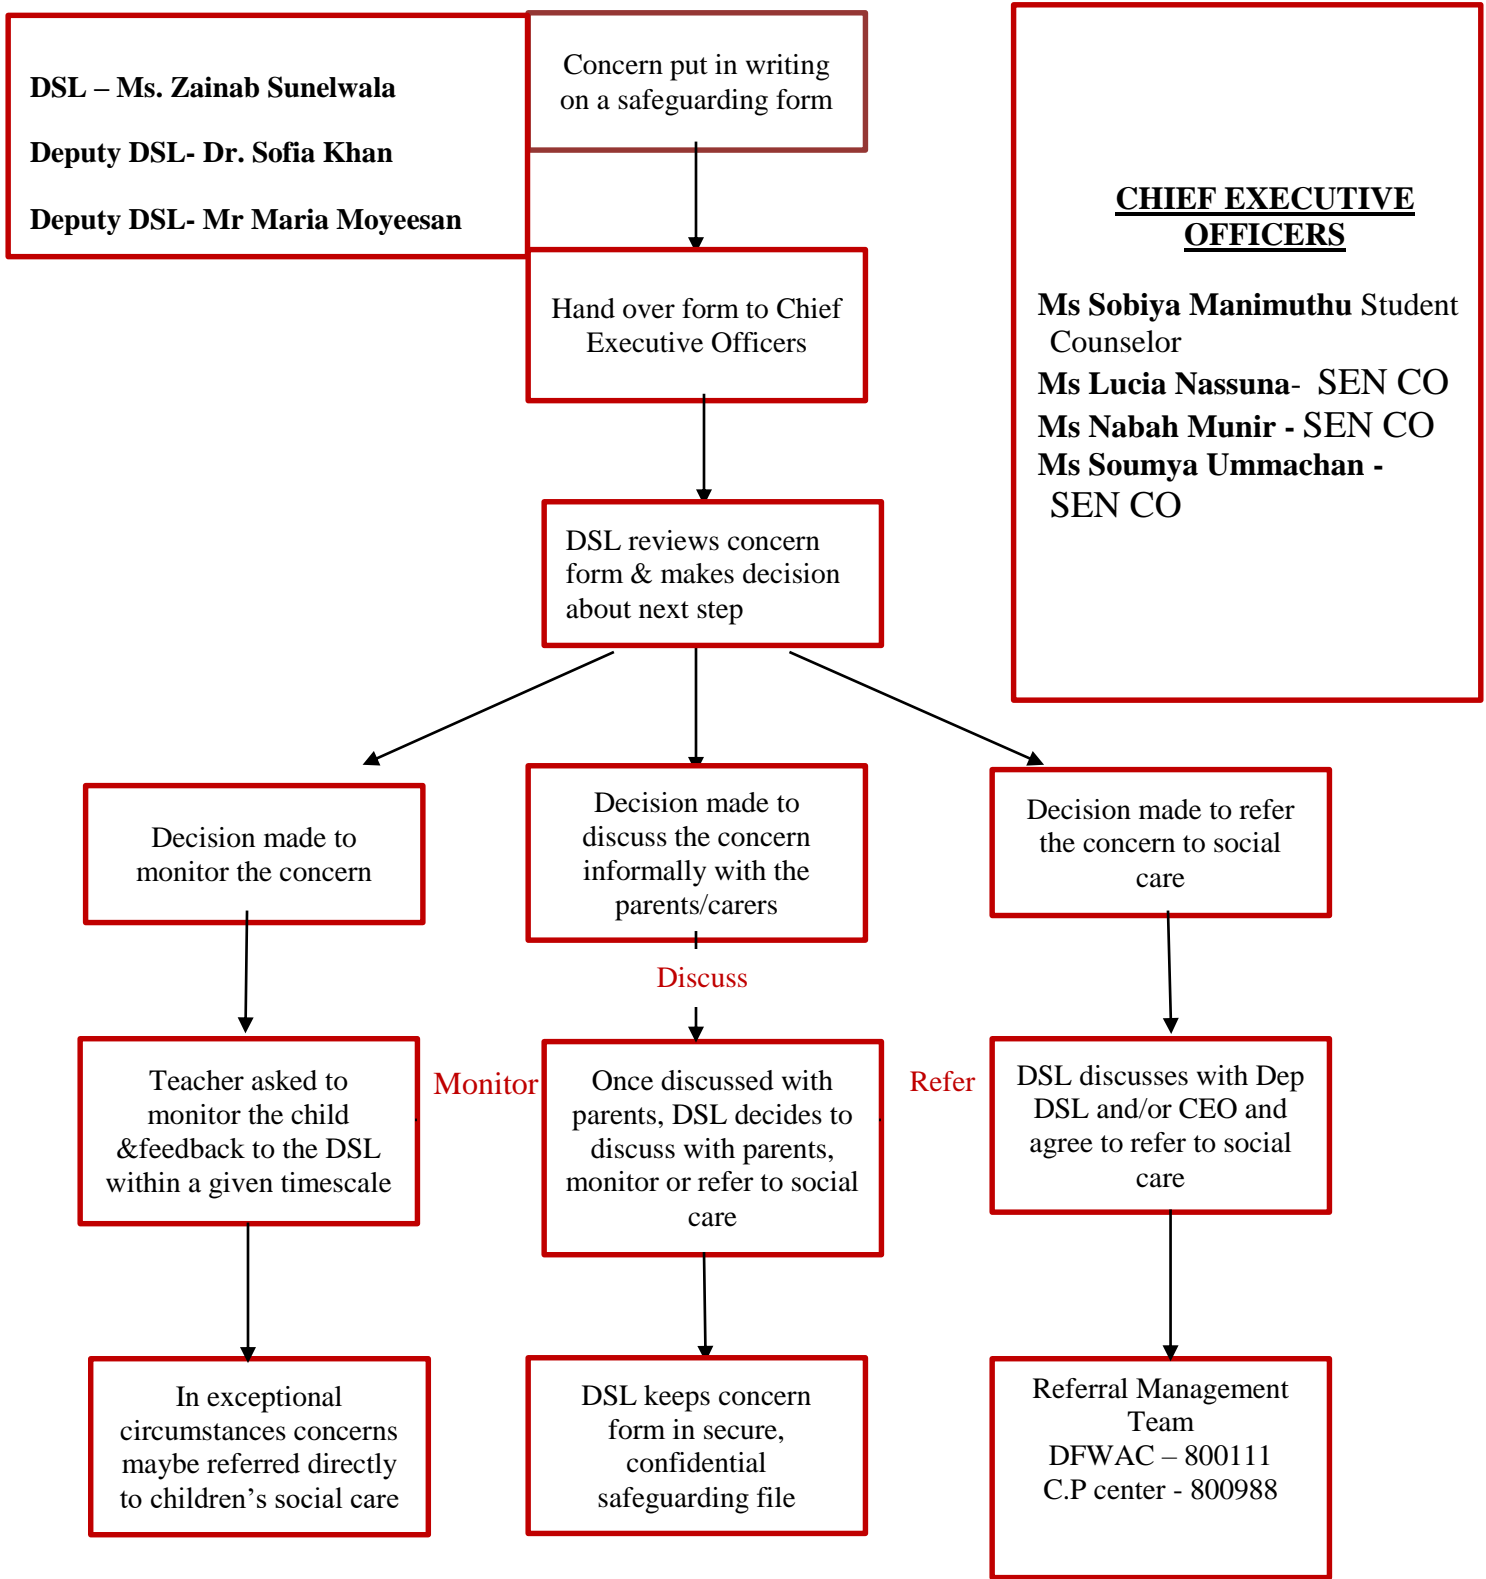 DSL – Ms. Zainab Sunelwala
Deputy DSL- Dr. Sofia Khan
Deputy DSL- Mr Maria Moyeesan
Concern put in writing
on a safeguarding form
CHIEF EXECUTIVE
OFFICERS
Ms Sobiya Manimuthu Student
Counselor
Ms Lucia Nassuna- SEN CO
Ms Nabah Munir - SEN CO
Ms Soumya Ummachan -
SEN CO
Hand over form to Chief
Executive Officers
DSL reviews concern
form & makes decision
about next step
Decision made to
monitor the concern
Decision made to
discuss the concern
informally with the
parents/carers
Decision made to refer
the concern to social
care
Discuss
Teacher asked to
monitor the child
&feedback to the DSL
within a given timescale
Monitor
Once discussed with
parents, DSL decides to
discuss with parents,
monitor or refer to social
care
Refer
DSL discusses with Dep
DSL and/or CEO and
agree to refer to social
care
In exceptional
circumstances concerns
maybe referred directly
to children’s social care
DSL keeps concern
form in secure,
confidential
safeguarding file
Referral Management
Team
DFWAC – 800111
C.P center - 800988